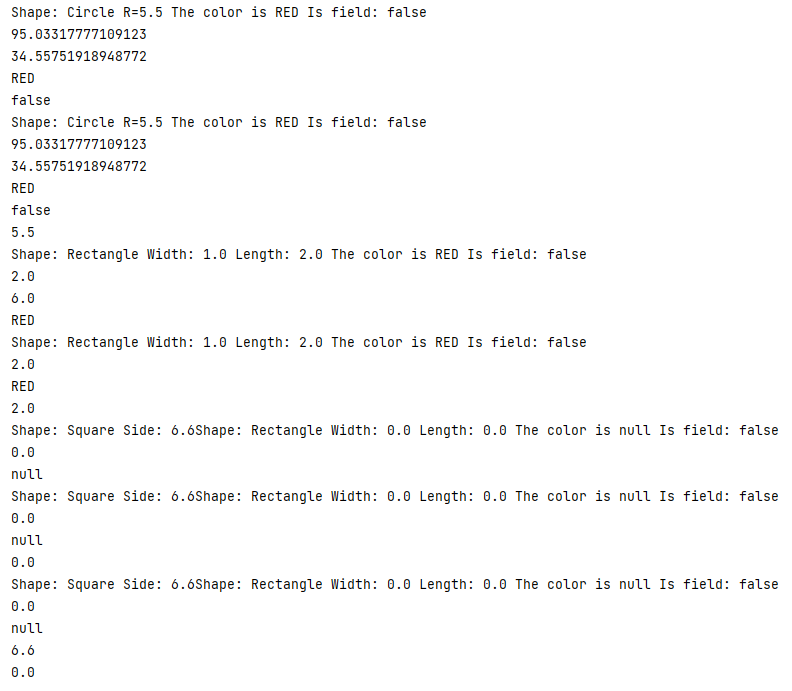 Shape: Circle R=5.5 The color is RED Is field: false
95.03317777109123
34.55751918948772
RED
false
Shape: Circle R=5.5 The color is RED Is field: false
95.03317777109123
34.55751918948772
RED
false
5.5
Shape: Rectangle Width: 1.0 Length: 2.0 The color is RED Is field: false
2.0
6.0
RED
Shape: Rectangle Width: 1.0 Length: 2.0 The color is RED Is field: false
2.0
RED
2.0
Shape: Square Side: 6.6Shape: Rectangle Width: 0.0 Length: 0.0 The color is null Is field: false
0.0
null
Shape: Square Side: 6.6Shape: Rectangle Width: 0.0 Length: 0.0 The color is null Is field: false
0.0
null
0.0
Shape: Square Side: 6.6Shape: Rectangle Width: 0.0 Length: 0.0 The color is null Is field: false
0.0
null
6.6
0.0